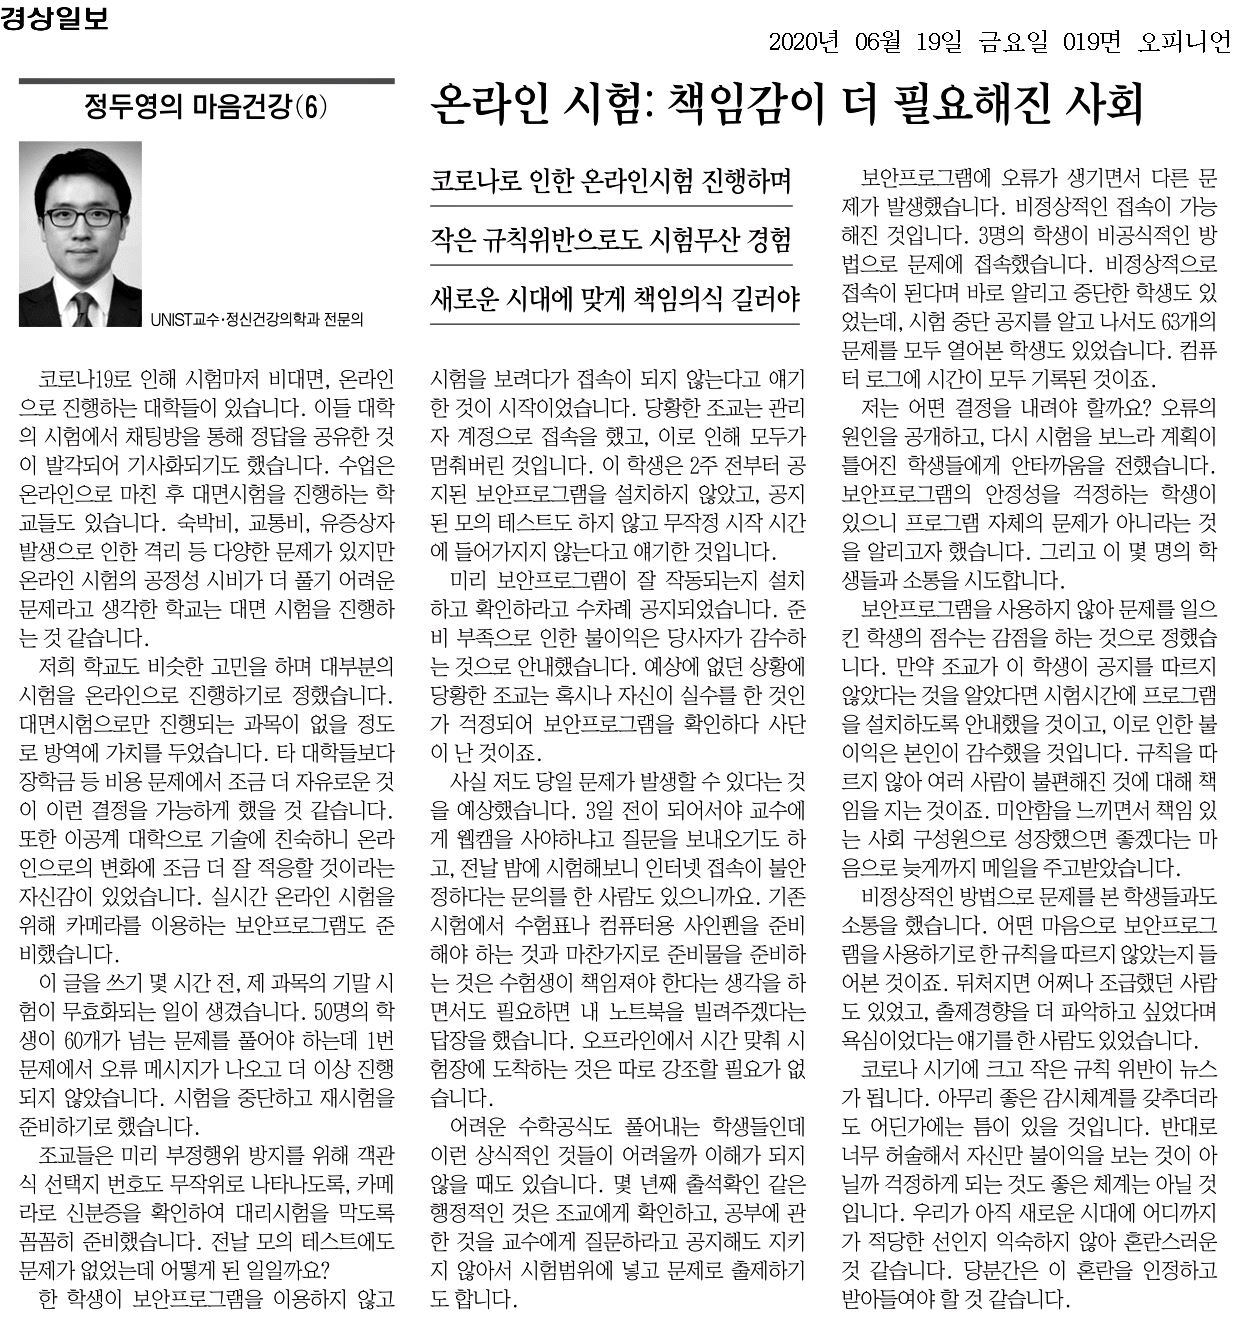 경상일보
2020년 06월 19일 금요일 019면 오피니언
정두영의 마음건강(6)
UNIST교수·정신건강의학과 전문의
온라인 시험: 책임감이 더 필요해진 사회
코로나로 인한 온라인시험 진행하며
작은 규칙위반으로도 시험무산 경험
새로운 시대에 맞게 책임의식 길러야
코로나19로 인해 시험마저 비대면, 온라인
으로 진행하는 대학들이 있습니다. 이들 대학
의 시험에서 채팅방을 통해 정답을 공유한 것
이 발각되어 기사화되기도 했습니다. 수업은
온라인으로 마친 후 대면시험을 진행하는 학
교들도 있습니다. 숙박비, 교통비, 유증상자
발생으로 인한 격리 등 다양한 문제가 있지만
온라인 시험의 공정성 시비가 더 풀기 어려운
문제라고 생각한 학교는 대면 시험을 진행하
는 것 같습니다.
저희 학교도 비슷한 고민을 하며 대부분의
시험을 온라인으로 진행하기로 정했습니다.
대면시험으로만 진행되는 과목이 없을 정도
로 방역에 가치를 두었습니다. 타 대학들보다
장학금 등 비용 문제에서 조금 더 자유로운 것
이 이런 결정을 가능하게 했을 것 같습니다.
또한 이공계 대학으로 기술에 친숙하니 온라
인으로의 변화에 조금 더 잘 적응할 것이라는
자신감이 있었습니다. 실시간 온라인 시험을
위해 카메라를 이용하는 보안프로그램도 준
비했습니다.
이 글을 쓰기 몇 시간 전, 제 과목의 기말 시
험이 무효화되는 일이 생겼습니다. 50명의 학
생이 60개가 넘는 문제를 풀어야 하는데 1번
문제에서 오류 메시지가 나오고 더 이상 진행
되지 않았습니다. 시험을 중단하고 재시험을
준비하기로 했습니다.
조교들은 미리 부정행위 방지를 위해 객관
식 선택지 번호도 무작위로 나타나도록, 카메
라로 신분증을 확인하여 대리시험을 막도록
꼼꼼히 준비했습니다. 전날 모의 테스트에도
문제가 없었는데 어떻게 된 일일까요?
한 학생이 보안프로그램을 이용하지 않고
시험을 보려다가 접속이 되지 않는다고 얘기
한 것이 시작이었습니다. 당황한 조교는 관리
자 계정으로 접속을 했고, 이로 인해 모두가
멈춰버린 것입니다. 이 학생은 2주 전부터 공
지된 보안프로그램을 설치하지 않았고, 공지
된 모의 테스트도 하지 않고 무작정 시작 시간
에 들어가지지 않는다고 얘기한 것입니다.
미리 보안프로그램이 잘 작동되는지 설치
하고 확인하라고 수차례 공지되었습니다. 준
비 부족으로 인한 불이익은 당사자가 감수하
는 것으로 안내했습니다. 예상에 없던 상황에
당황한 조교는 혹시나 자신이 실수를 한 것인
가 걱정되어 보안프로그램을 확인하다 사단
이 난 것이죠.
사실 저도 당일 문제가 발생할 수 있다는 것
을 예상했습니다. 3일 전이 되어서야 교수에
게 웹캠을 사야하냐고 질문을 보내오기도 하
고, 전날 밤에 시험해보니 인터넷 접속이 불안
정하다는 문의를 한 사람도 있으니까요. 기존
시험에서 수험표나 컴퓨터용 사인펜을 준비
해야 하는 것과 마찬가지로 준비물을 준비하
는 것은 수험생이 책임져야 한다는 생각을 하
면서도 필요하면 내 노트북을 빌려주겠다는
답장을 했습니다. 오프라인에서 시간 맞춰 시
험장에 도착하는 것은 따로 강조할 필요가 없
습니다.
어려운 수학공식도 풀어내는 학생들인데
이런 상식적인 것들이 어려울까 이해가 되지
않을 때도 있습니다. 몇 년째 출석확인 같은
행정적인 것은 조교에게 확인하고, 공부에 관
한 것을 교수에게 질문하라고 공지해도 지키
지 않아서 시험범위에 넣고 문제로 출제하기
도 합니다.
보안프로그램에 오류가 생기면서 다른 문
제가 발생했습니다. 비정상적인 접속이 가능
해진 것입니다. 3명의 학생이 비공식적인 방
법으로 문제에 접속했습니다. 비정상적으로
접속이 된다며 바로 알리고 중단한 학생도 있
었는데, 시험 중단 공지를 알고 나서도 63개의
문제를 모두 열어본 학생도 있었습니다. 컴퓨
터 로그에 시간이 모두 기록된 것이죠.
저는 어떤 결정을 내려야 할까요? 오류의
원인을 공개하고, 다시 시험을 보느라 계획이
틀어진 학생들에게 안타까움을 전했습니다.
보안프로그램의 안정성을 걱정하는 학생이
있으니 프로그램 자체의 문제가 아니라는 것
을 알리고자 했습니다. 그리고 이 몇 명의 학
생들과 소통을 시도합니다.
보안프로그램을 사용하지 않아 문제를 일으
킨 학생의 점수는 감점을 하는 것으로 정했습
니다. 만약 조교가 이 학생이 공지를 따르지
않았다는 것을 알았다면 시험시간에 프로그램
을 설치하도록 안내했을 것이고, 이로 인한 불
이익은 본인이 감수했을 것입니다. 규칙을 따
르지 않아 여러 사람이 불편해진 것에 대해 책
임을 지는 것이죠. 미안함을 느끼면서 책임 있
는 사회 구성원으로 성장했으면 좋겠다는 마
음으로 늦게까지 메일을 주고받았습니다.
비정상적인 방법으로 문제를 본 학생들과도
소통을 했습니다. 어떤 마음으로 보안프로그
램을 사용하기로 한 규칙을 따르지 않았는지 들
어본 것이죠. 뒤처지면 어쩌나 조급했던 사람
도 있었고, 출제경향을 더 파악하고 싶었다며
욕심이었다는 얘기를 한 사람도 있었습니다.
코로나 시기에 크고 작은 규칙 위반이 뉴스
가 됩니다. 아무리 좋은 감시체계를 갖추더라
도 어딘가에는 틈이 있을 것입니다. 반대로
너무 허술해서 자신만 불이익을 보는 것이 아
닐까 걱정하게 되는 것도 좋은 체계는 아닐 것
입니다. 우리가 아직 새로운 시대에 어디까지
가 적당한 선인지 익숙하지 않아 혼란스러운
것 같습니다. 당분간은 이 혼란을 인정하고
받아들여야 할 것 같습니다.